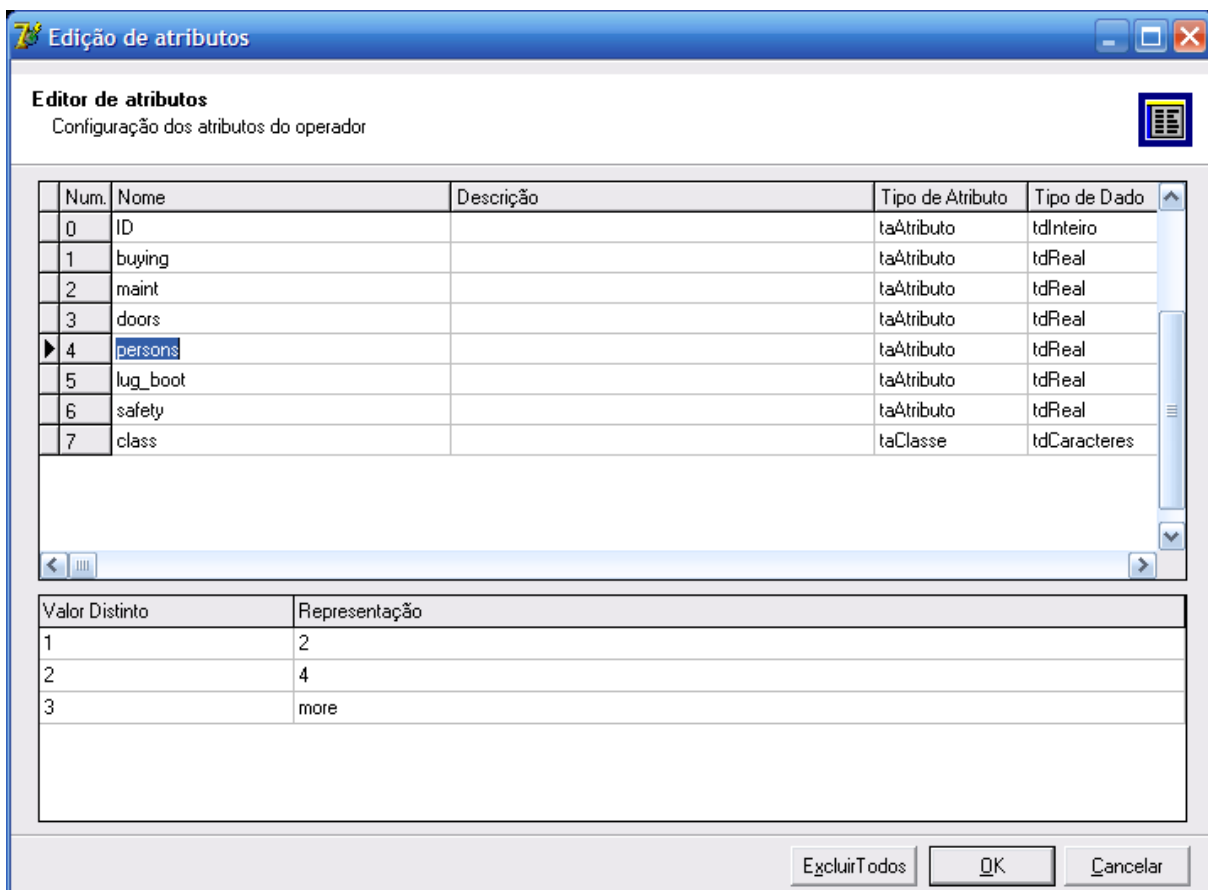 Edição de atributos
Editor de atributos
Configuração dos atributos do operador
Num. Nome Descrição Tipo de Atributo Tipo de Dado
0 ID taAtributo tdInteiro
1 buying taAtributo tdReal
2 maint taAtributo tdReal
3 doors taAtributo tdReal
4 persons taAtributo tdReal
5 lug_boot taAtributo tdReal
6 safety taAtributo tdReal
7 class taClasse tdCaracteres
Valor Distinto Representação
1 2
2 4
3 more
ExcluirTodos OK Cancelar